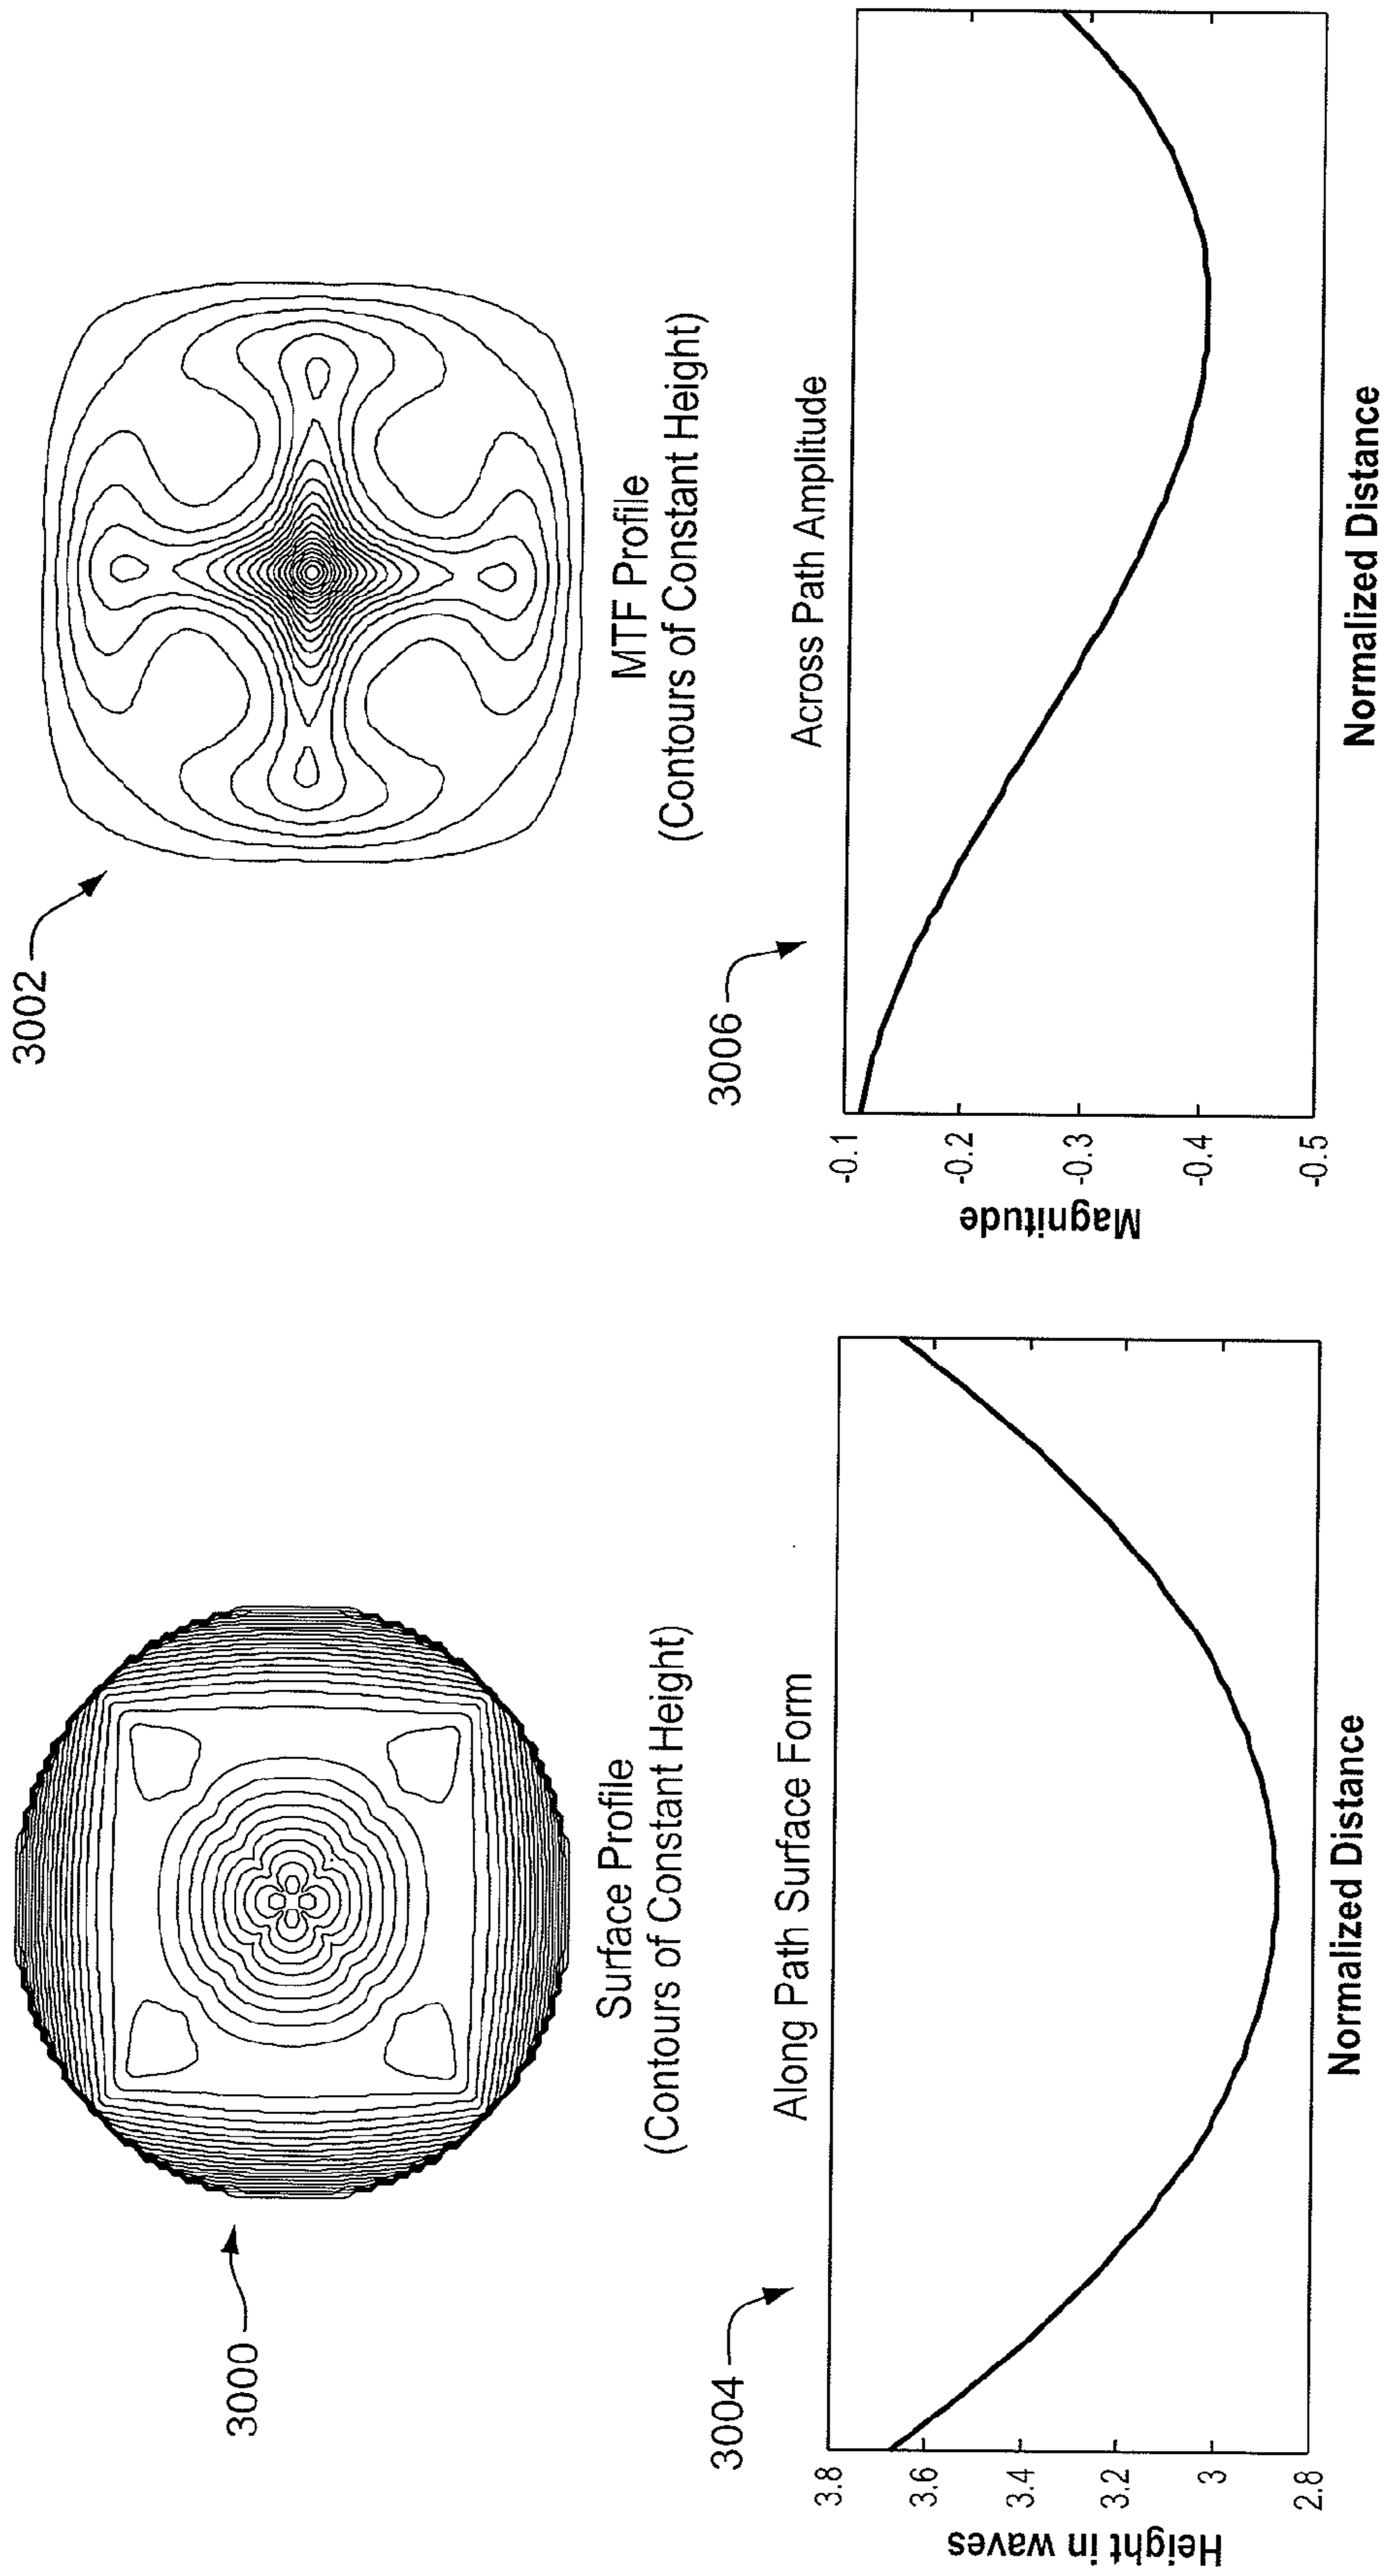 3000
Surface Profile
(Contours of Constant Height)
3002
MTF Profile
(Contours of Constant Height)
3004
Along Path Surface Form
Height in waves
3.8
3.6
3.4
3.2
3
2.8
Normalized Distance
3006
Across Path Amplitude
Magnitude
-0.1
-0.2
-0.3
-0.4
-0.5
Normalized Distance